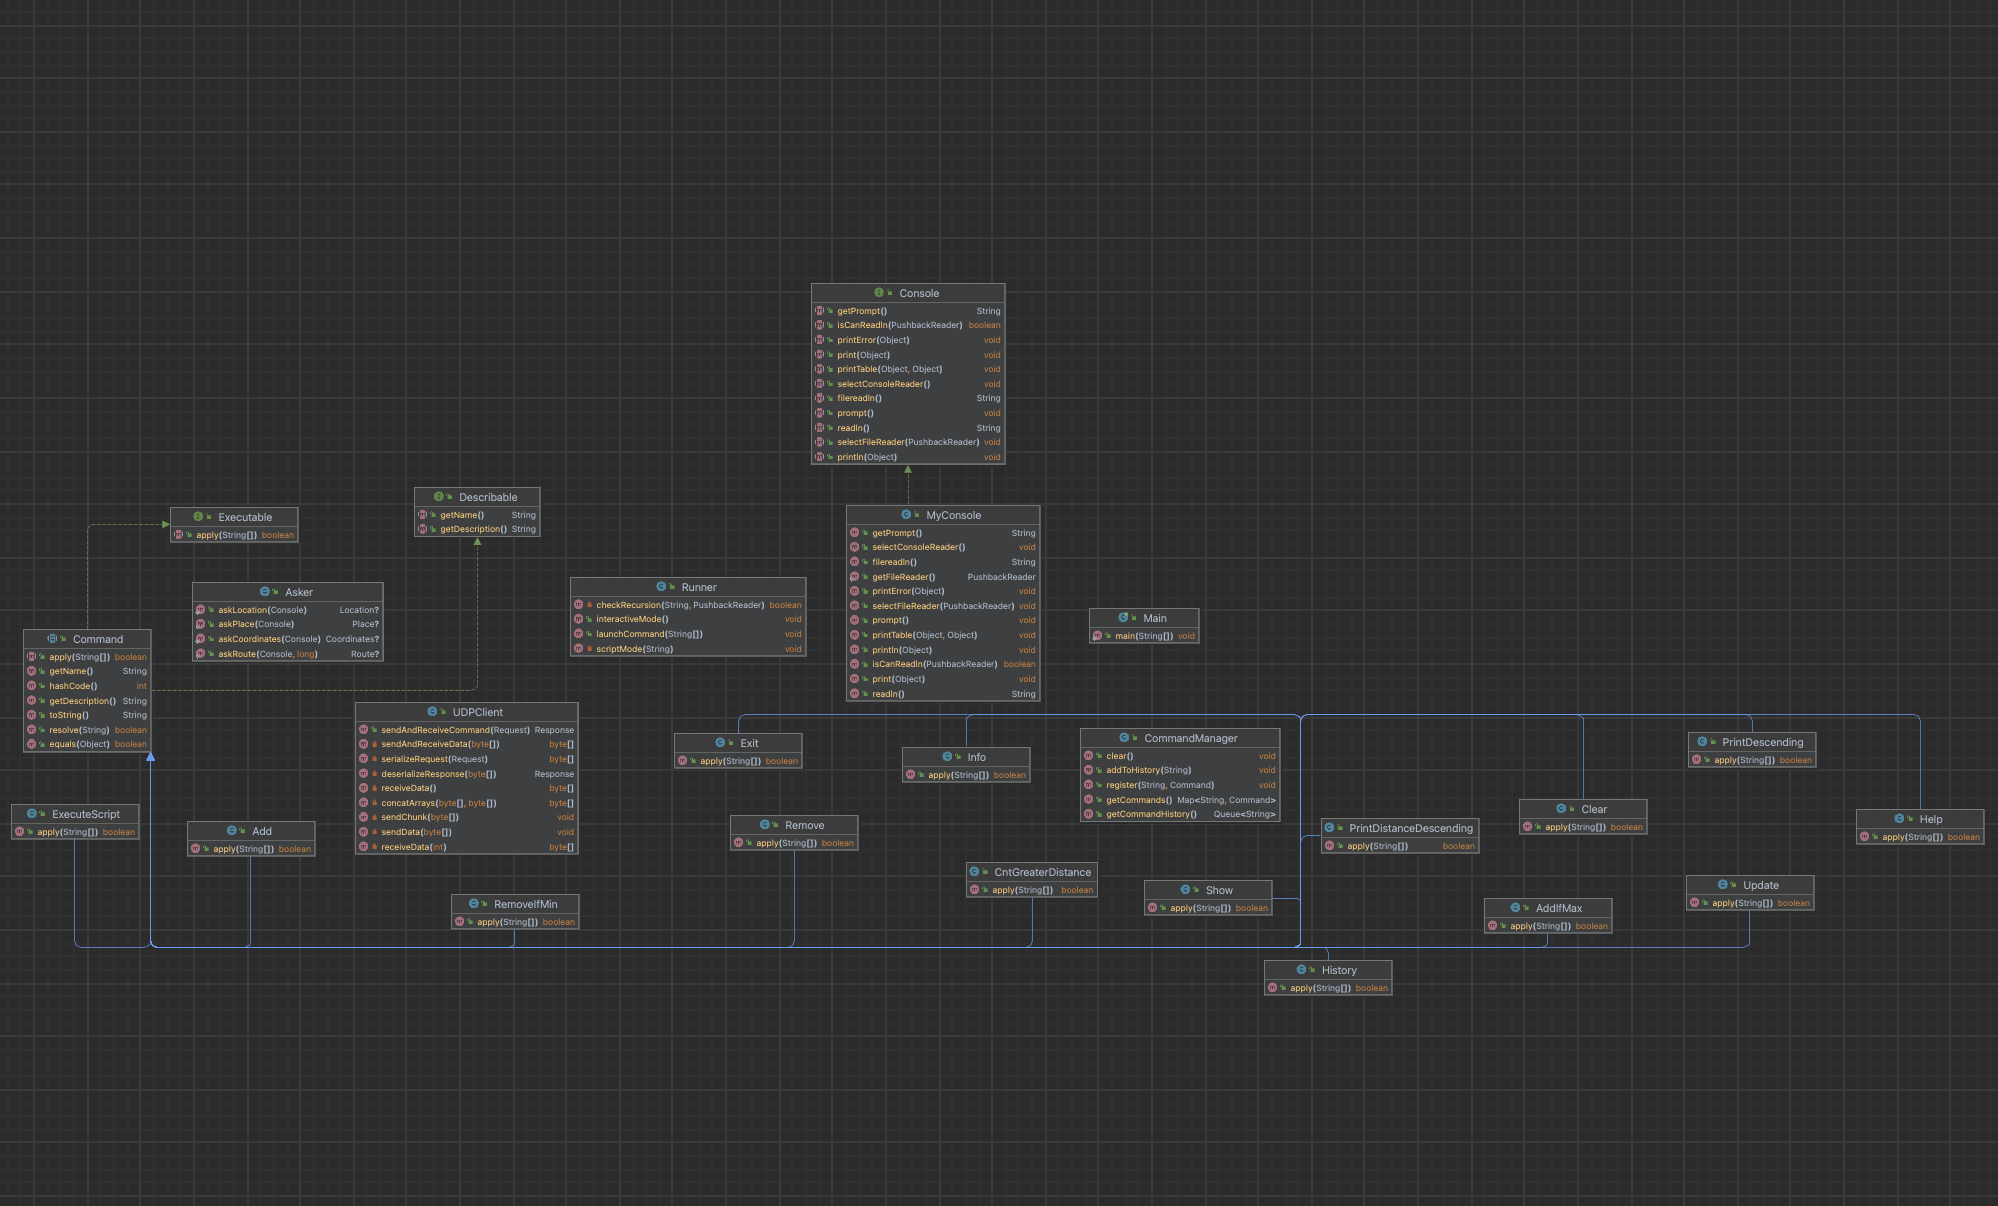 Console
getPrompt() String
isCanReadln(PushbackReader) boolean
printError(Object) void
print(Object) void
printTable(Object, Object) void
selectConsoleReader() void
filereadln() String
prompt() void
readln() String
selectFileReader(PushbackReader) void
println(Object) void
Describable
getName() String
getDescription() String
Executable
apply(String[]) boolean
MyConsole
getPrompt() String
selectConsoleReader() void
filereadln() String
getFileReader() PushbackReader
printError(Object) void
selectFileReader(PushbackReader) void
prompt() void
printTable(Object, Object) void
println(Object) void
isCanReadln(PushbackReader) boolean
print(Object) void
readln() String
Asker
askLocation(Console) Location?
askPlace(Console) Place?
askCoordinates(Console) Coordinates?
askRoute(Console, long) Route?
Runner
checkRecursion(String, PushbackReader) boolean
interactiveMode() void
launchCommand(String[]) void
scriptMode(String) void
Main
main(String[]) void
Command
apply(String[]) boolean
getName() String
hashCode() int
getDescription() String
toString() String
resolve(String) boolean
equals(Object) boolean
UDPClient
sendAndReceiveCommand(Request) Response
sendAndReceiveData(byte[]) byte[]
serializeRequest(Request) byte[]
deserializeResponse(byte[]) Response
receiveData() byte[]
concatArrays(byte[], byte[]) byte[]
sendChunk(byte[]) void
sendData(byte[]) void
receiveData(int) byte[]
Exit
apply(String[]) boolean
Info
apply(String[]) boolean
CommandManager
clear() void
addToHistory(String) void
register(String, Command) void
getCommands() Map<String, Command>
getCommandHistory() Queue<String>
PrintDescending
apply(String[]) boolean
ExecuteScript
apply(String[]) boolean
Add
apply(String[]) boolean
Remove
apply(String[]) boolean
PrintDistanceDescending
apply(String[]) boolean
Clear
apply(String[]) boolean
Help
apply(String[]) boolean
CntGreaterDistance
apply(String[]) boolean
Show
apply(String[]) boolean
Update
apply(String[]) boolean
RemoveIfMin
apply(String[]) boolean
AddIfMax
apply(String[]) boolean
History
apply(String[]) boolean